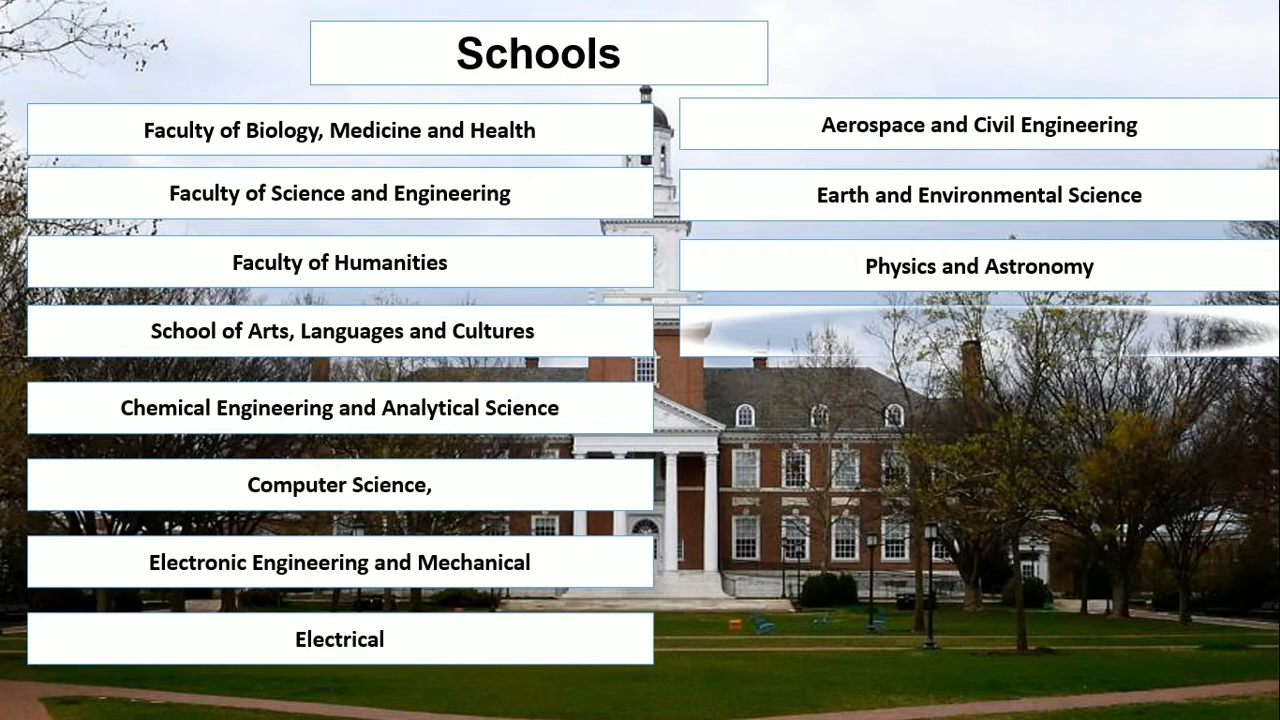 Schools
Faculty of Biology, Medicine and Health
Faculty of Science and Engineering
Faculty of Humanities
School of Arts, Languages and Cultures
Chemical Engineering and Analytical Science
Computer Science,
Electronic Engineering and Mechanical
Electrical
Aerospace and Civil Engineering
Earth and Environmental Science
Physics and Astronomy